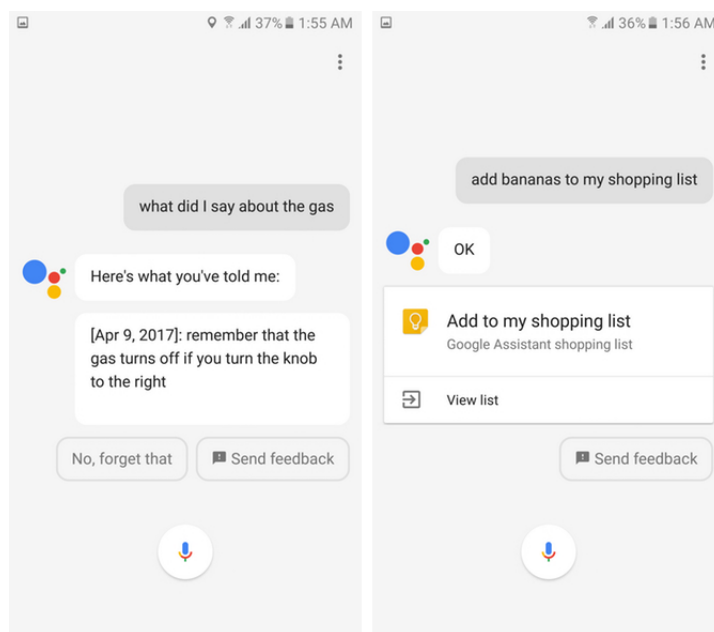 37% 1:55 AM
what did I say about the gas
Here's what you've told me:
[Apr 9, 2017]: remember that the
gas turns off if you turn the knob
to the right
No, forget that
Send feedback
36% 1:56 AM
add bananas to my shopping list
OK
Add to my shopping list
Google Assistant shopping list
View list
Send feedback